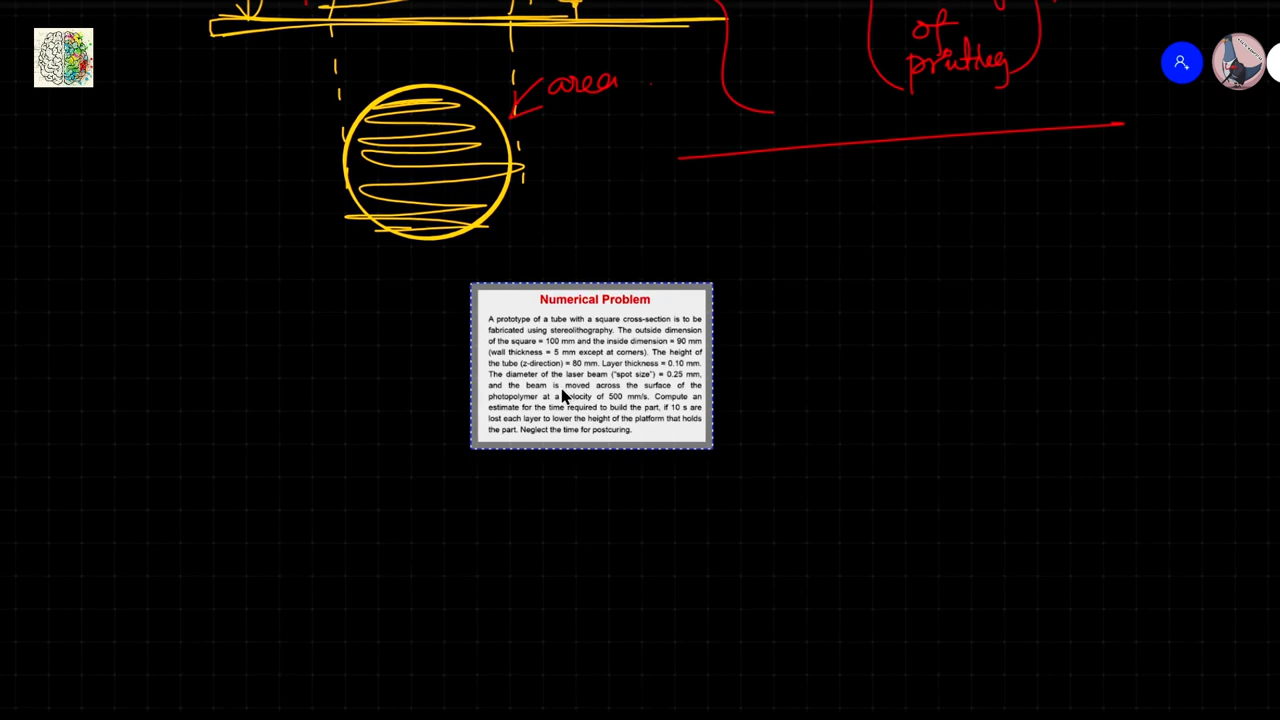 area
of
printing
Numerical Problem
A prototype of a tube with a square cross-section is to be
fabricated using stereolithography. The outside dimension
of the square = 100 mm and the inside dimension = 90 mm
(wall thickness = 5 mm except at corners). The height of
the tube (z-direction) = 80 mm. Layer thickness = 0.10 mm.
The diameter of the laser beam ("spot size") = 0.25 mm,
and the beam is moved across the surface of the
photopolymer at a velocity of 500 mm/s. Compute an
estimate for the time required to build the part, if 10 s are
lost each layer to lower the height of the platform that holds
the part. Neglect the time for postcuring.